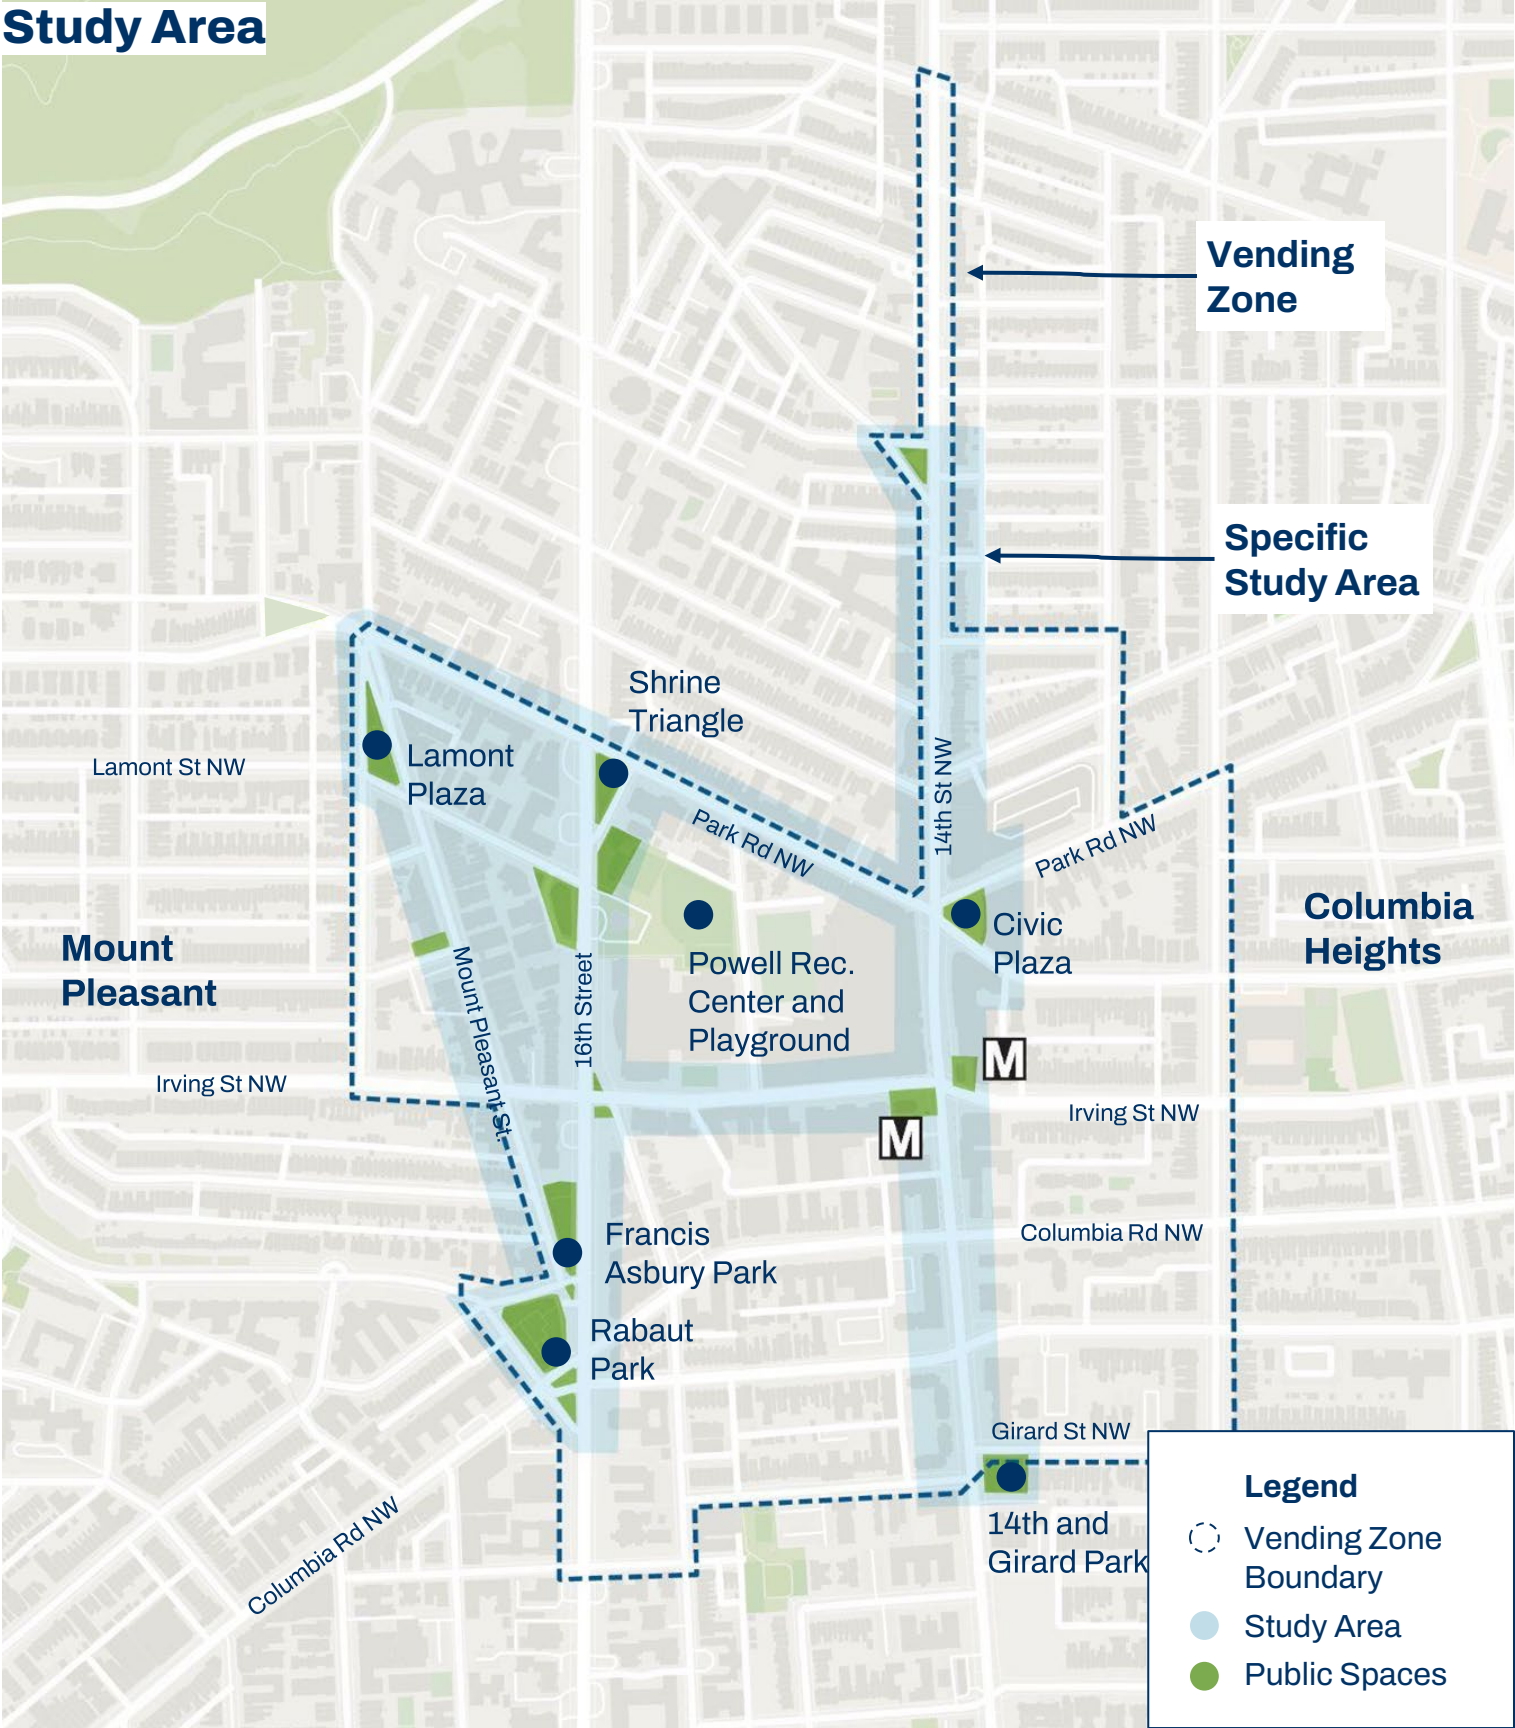 Study Area
Vending
Zone
Specific
Study Area
Shrine
Triangle
Lamont
Plaza
Lamont St NW
14th St NW
Park Rd NW
Park Rd NW
Civic
Plaza
Columbia
Heights
Mount
Pleasant
Mount Pleasant St.
16th Street
Powell Rec.
Center and
Playground
M
Irving St NW
Irving St NW
M
Columbia Rd NW
Francis
Asbury Park
Rabaut
Park
Girard St NW
14th and
Girard Park
Columbia Rd NW
Legend
Vending Zone
Boundary
Study Area
Public Spaces